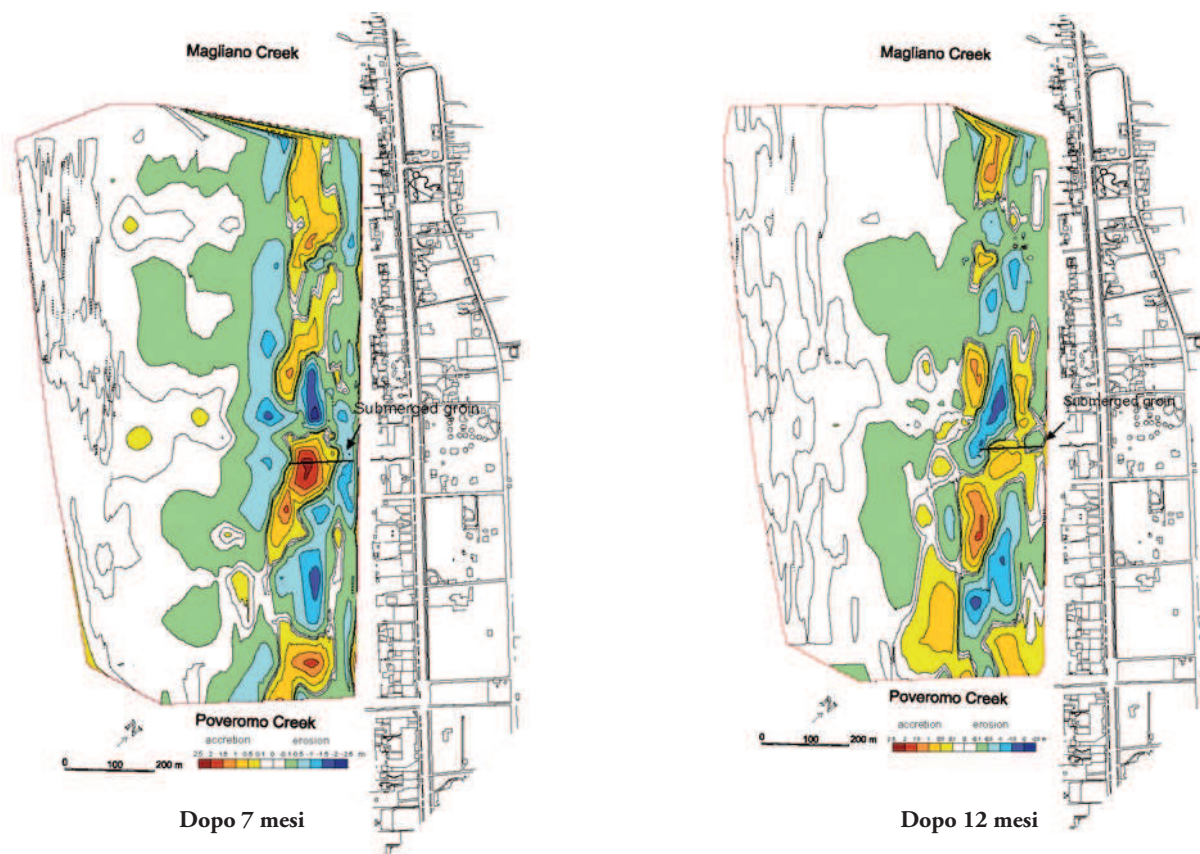 Magliano Creek
Submerged groin
Poveromo Creek
accretion erosion
0 100 200 m
Dopo 7 mesi
Magliano Creek
Submerged groin
Poveromo Creek
accretion erosion
0 100 200 m
Dopo 12 mesi